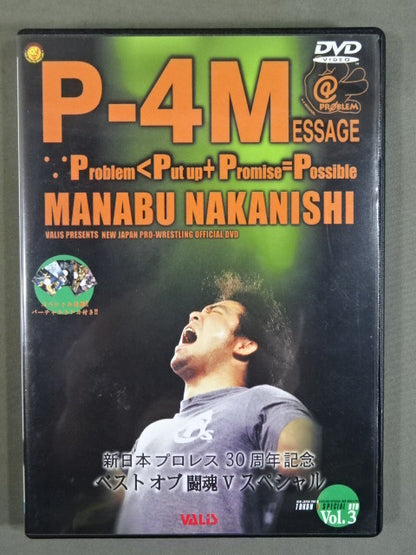 DVD
VIDEO
@
PROBLEM
P-4MESSAGE
∵Problem<Put up+Promise=Possible
MANABU NAKANISHI
VALIS PRESENTS NEW JAPAN PRO-WRESTLING OFFICIAL DVD
新日本プロレス 30周年記念
ベストオブ闘魂Vスペシャル
VALIS
TOKON
SPECIAL
Vol. 3